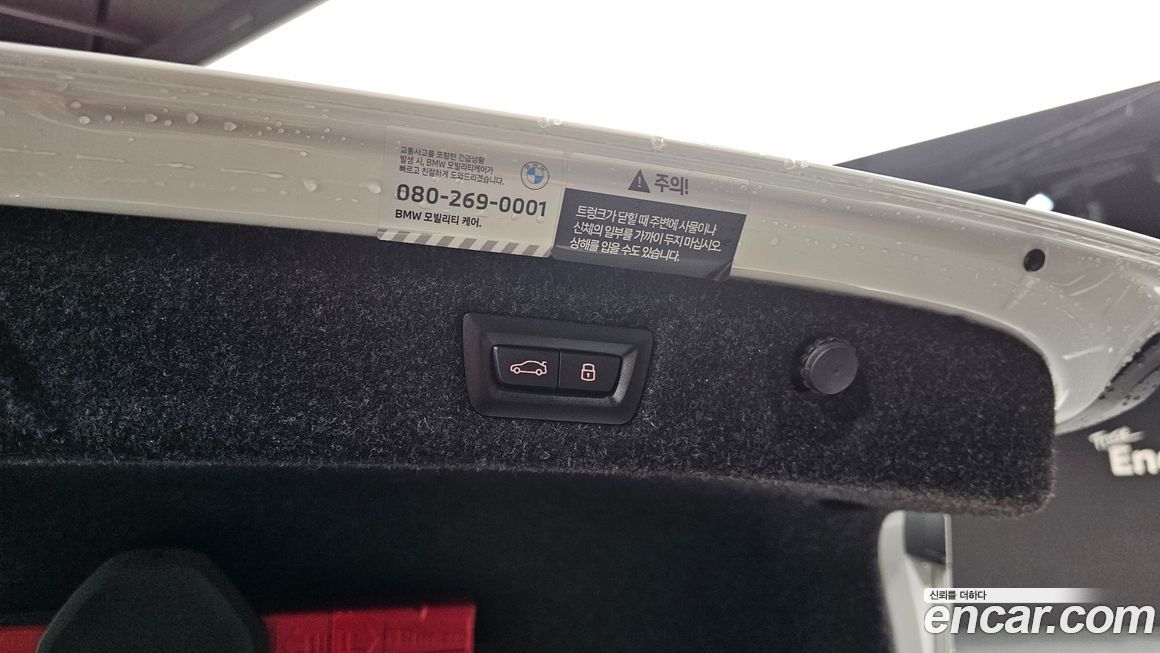 교통사고를 포함한 긴급상황
발생 시, BMW 모빌리티케어가
빠르고 친절하게 도와드리겠습니다.
080-269-0001
BMW 모빌리티 케어.
주의!
트렁크가 닫힐 때 주변에 사물이나
신체의 일부를 가까이 두지 마십시오.
상해를 입을 수도 있습니다.
신뢰를 더하다
encar.com